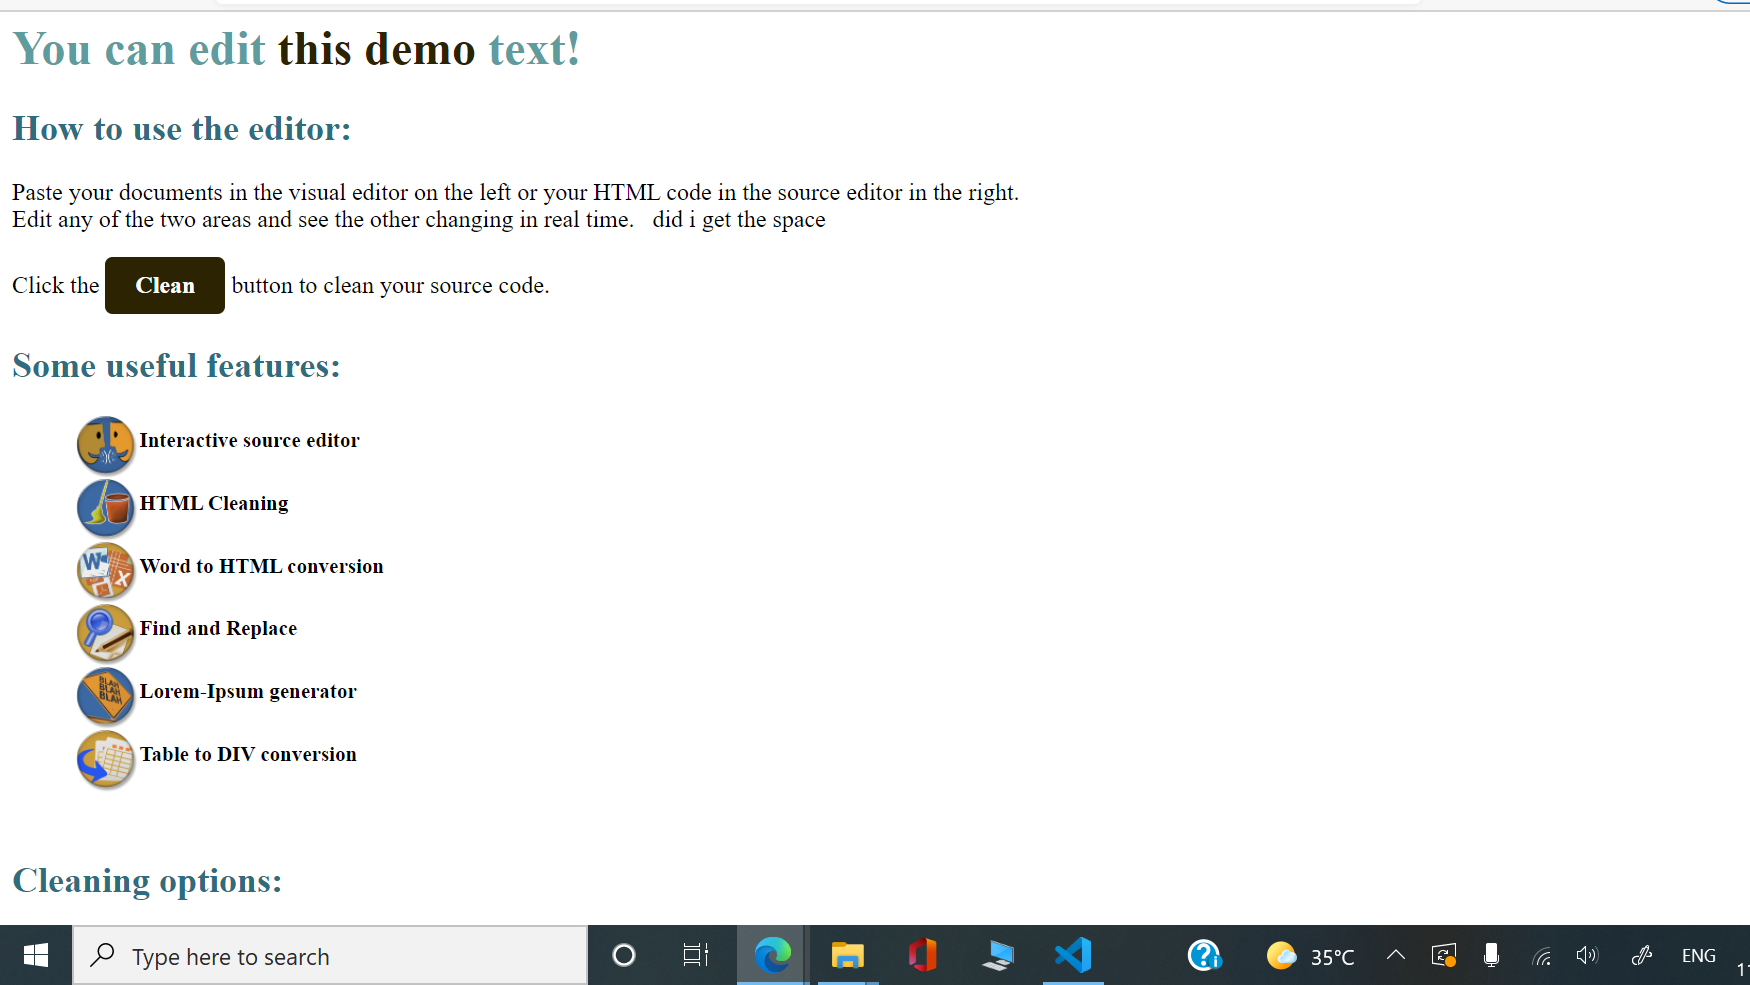 You can edit this demo text!
How to use the editor:
Paste your documents in the visual editor on the left or your HTML code in the source editor in the right.
Edit any of the two areas and see the other changing in real time.   did i get the space
Click the Clean button to clean your source code.
Some useful features:
Interactive source editor
HTML Cleaning
Word to HTML conversion
Find and Replace
BLAH
BLAH
BLAH
Lorem-Ipsum generator
Table to DIV conversion
Cleaning options:
Type here to search
35°C
ENG